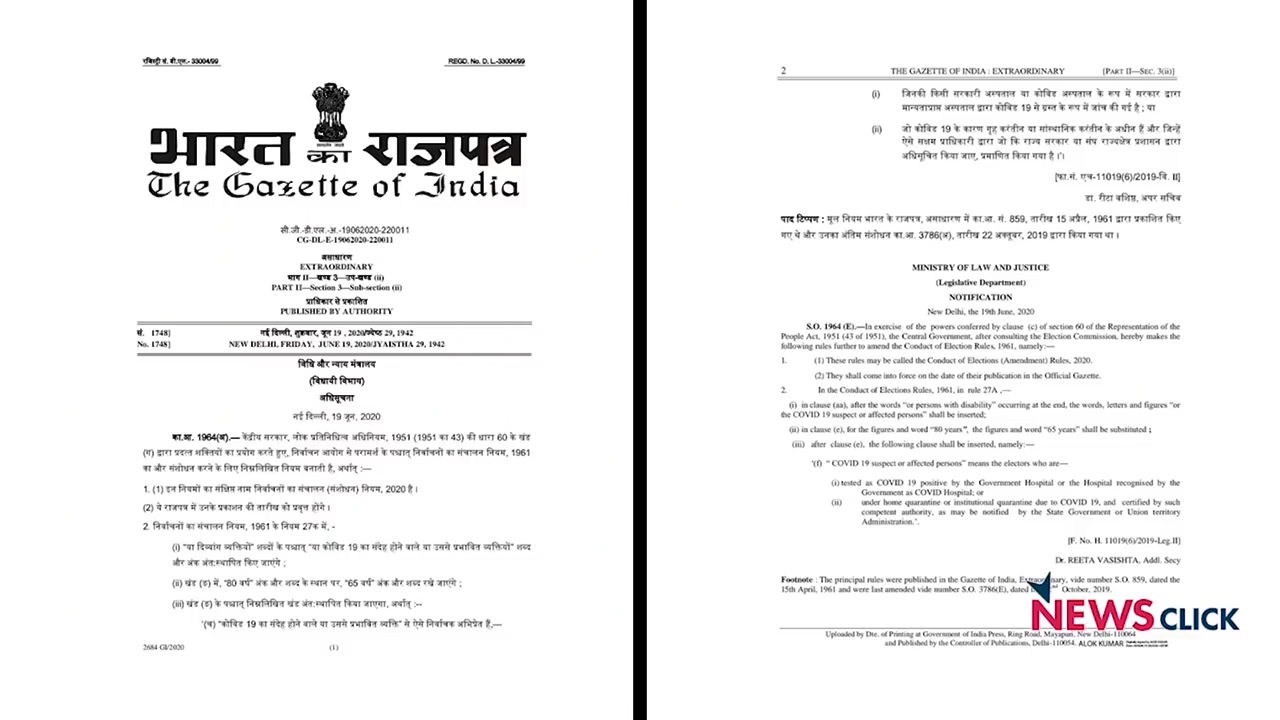 रजिस्ट्री सं. डी.एल.- 33004/99
REGD. No. D. L.-33004/99
भारत का राजपत्र
The Gazette of India
सी.जी.-डी.एल.-अ.-19062020-220011
CG-DL-E-19062020-220011
असाधारण
EXTRAORDINARY
भाग II—खण्ड 3—उप-खण्ड (ii)
PART II—Section 3—Sub-section (ii)
प्राधिकार से प्रकाशित
PUBLISHED BY AUTHORITY
सं. 1748]
नई दिल्ली, शुक्रवार, जून 19 , 2020/ज्येष्ठ 29, 1942
No. 1748]
NEW DELHI, FRIDAY, JUNE 19, 2020/JYAISTHA 29, 1942
विधि और न्याय मंत्रालय
(विधायी विभाग)
अधिसूचना
नई दिल्ली, 19 जून, 2020
का.आ. 1964(अ).— केंद्रीय सरकार, लोक प्रतिनिधित्व अधिनियम, 1951 (1951 का 43) की धारा 60 के खंड
(ग) द्वारा प्रदत्त शक्तियों का प्रयोग करते हुए, निर्वाचन आयोग से परामर्श के पश्चात् निर्वाचनों का संचालन नियम, 1961
का और संशोधन करने के लिए निम्नलिखित नियम बनाती है, अर्थात् :—
1. (1) इन नियमों का संक्षिप्त नाम निर्वाचनों का संचालन (संशोधन) नियम, 2020 है।
(2) ये राजपत्र में उनके प्रकाशन की तारीख को प्रवृत्त होंगे।
2. निर्वाचनों का संचालन नियम, 1961 के नियम 27क में, -
(i) "या दिव्यांग व्यक्तियों" शब्दों के पश्चात् "या कोविड 19 का संदेह होने वाले या उससे प्रभावित व्यक्तियों" शब्द
और अंक अंत:स्थापित किए जाएंगे ;
(ii) खंड (ङ) में, "80 वर्ष" अंक और शब्द के स्थान पर, "65 वर्ष" अंक और शब्द रखे जाएंगे ;
(iii) खंड (ङ) के पश्चात् निम्नलिखित खंड अंत:स्थापित किया जाएगा, अर्थात् :--
'(च) "कोविड 19 का संदेह होने वाले या उससे प्रभावित व्यक्ति" से ऐसे निर्वाचक अभिप्रेत हैं,—
2684 GI/2020
(1)
2
THE GAZETTE OF INDIA : EXTRAORDINARY
[PART II—SEC. 3(ii)]
(i) जिनकी किसी सरकारी अस्पताल या कोविड अस्पताल के रूप में सरकार द्वारा
मान्यताप्राप्त अस्पताल द्वारा कोविड 19 से ग्रस्त के रूप में जांच की गई है ; या
(ii) जो कोविड 19 के कारण गृह करंतीन या सांस्थानिक करंतीन के अधीन हैं और जिन्हें
ऐसे सक्षम प्राधिकारी द्वारा जो कि राज्य सरकार या संघ राज्यक्षेत्र प्रशासन द्वारा
अधिसूचित किया जाए, प्रमाणित किया गया है।'।
[फा.सं. एच-11019(6)/2019-वि. II]
डा. रीटा वशिष्ठ, अपर सचिव
पाद टिप्पण : मूल नियम भारत के राजपत्र, असाधारण में का.आ. सं. 859, तारीख 15 अप्रैल, 1961 द्वारा प्रकाशित किए
गए थे और उनका अंतिम संशोधन का.आ. 3786(अ), तारीख 22 अक्तूबर, 2019 द्वारा किया गया था।
MINISTRY OF LAW AND JUSTICE
(Legislative Department)
NOTIFICATION
New Delhi, the 19th June, 2020
S.O. 1964 (E).—In exercise of the powers conferred by clause (c) of section 60 of the Representation of the
People Act, 1951 (43 of 1951), the Central Government, after consulting the Election Commission, hereby makes the
following rules further to amend the Conduct of Election Rules, 1961, namely:—
1. (1) These rules may be called the Conduct of Elections (Amendment) Rules, 2020.
(2) They shall come into force on the date of their publication in the Official Gazette.
2. In the Conduct of Elections Rules, 1961, in rule 27A ,—
(i) in clause (aa), after the words "or persons with disability" occurring at the end, the words, letters and figures "or
the COVID 19 suspect or affected persons" shall be inserted;
(ii) in clause (e), for the figures and word "80 years", the figures and word "65 years" shall be substituted ;
(iii) after clause (e), the following clause shall be inserted, namely:—
'(f) " COVID 19 suspect or affected persons" means the electors who are—
(i) tested as COVID 19 positive by the Government Hospital or the Hospital recognised by the
Government as COVID Hospital; or
(ii) under home quarantine or institutional quarantine due to COVID 19, and certified by such
competent authority, as may be notified by the State Government or Union territory
Administration.'.
[F. No. H. 11019(6)/2019-Leg.II]
Dr. REETA VASISHTA, Addl. Secy
Footnote : The principal rules were published in the Gazette of India, Extraordinary, vide number S.O. 859, dated the
15th April, 1961 and were last amended vide number S.O. 3786(E), dated October, 2019.
NEWSCLICK
Uploaded by Dte. of Printing at Government of India Press, Ring Road, Mayapuri, New Delhi-110064
and Published by the Controller of Publications, Delhi-110054. ALOK KUMAR